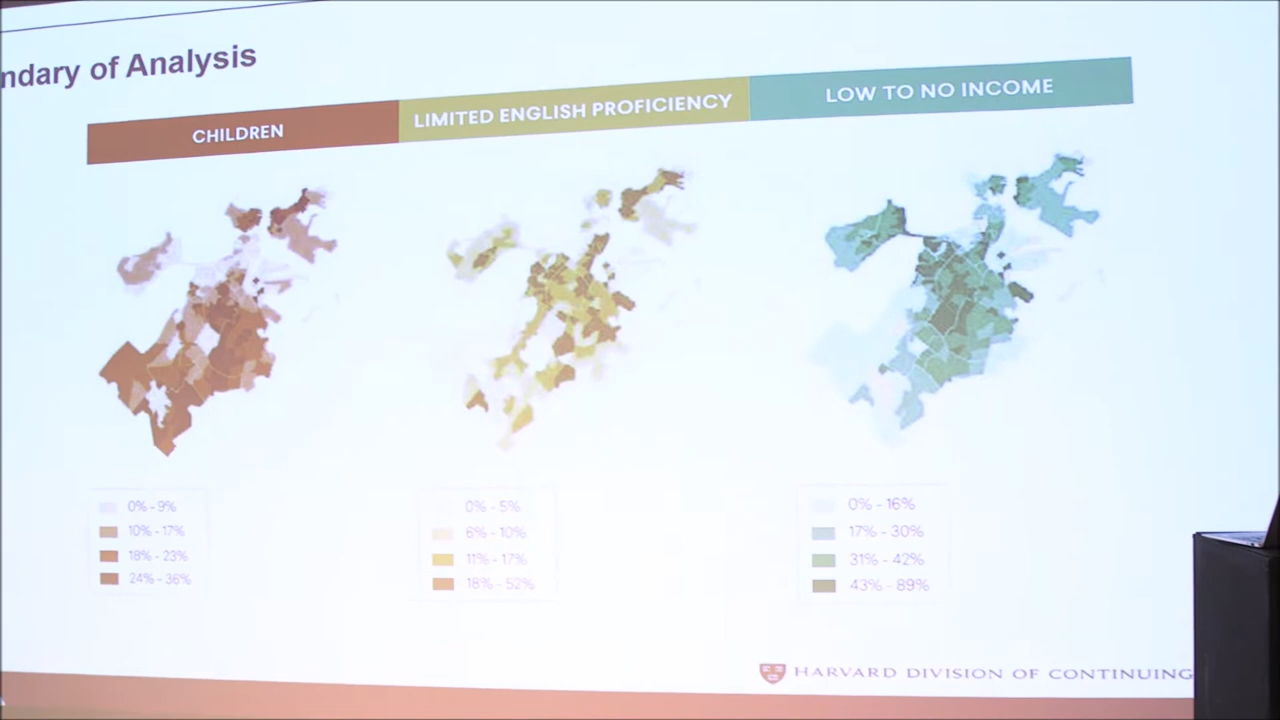 ndary of Analysis
CHILDREN
LIMITED ENGLISH PROFICIENCY
LOW TO NO INCOME
0% - 9%
10% - 17%
18% - 23%
24% - 36%
0% - 5%
6% - 10%
11% - 17%
18% - 52%
0% - 16%
17% - 30%
31% - 42%
43% - 89%
HARVARD DIVISION OF CONTINUING